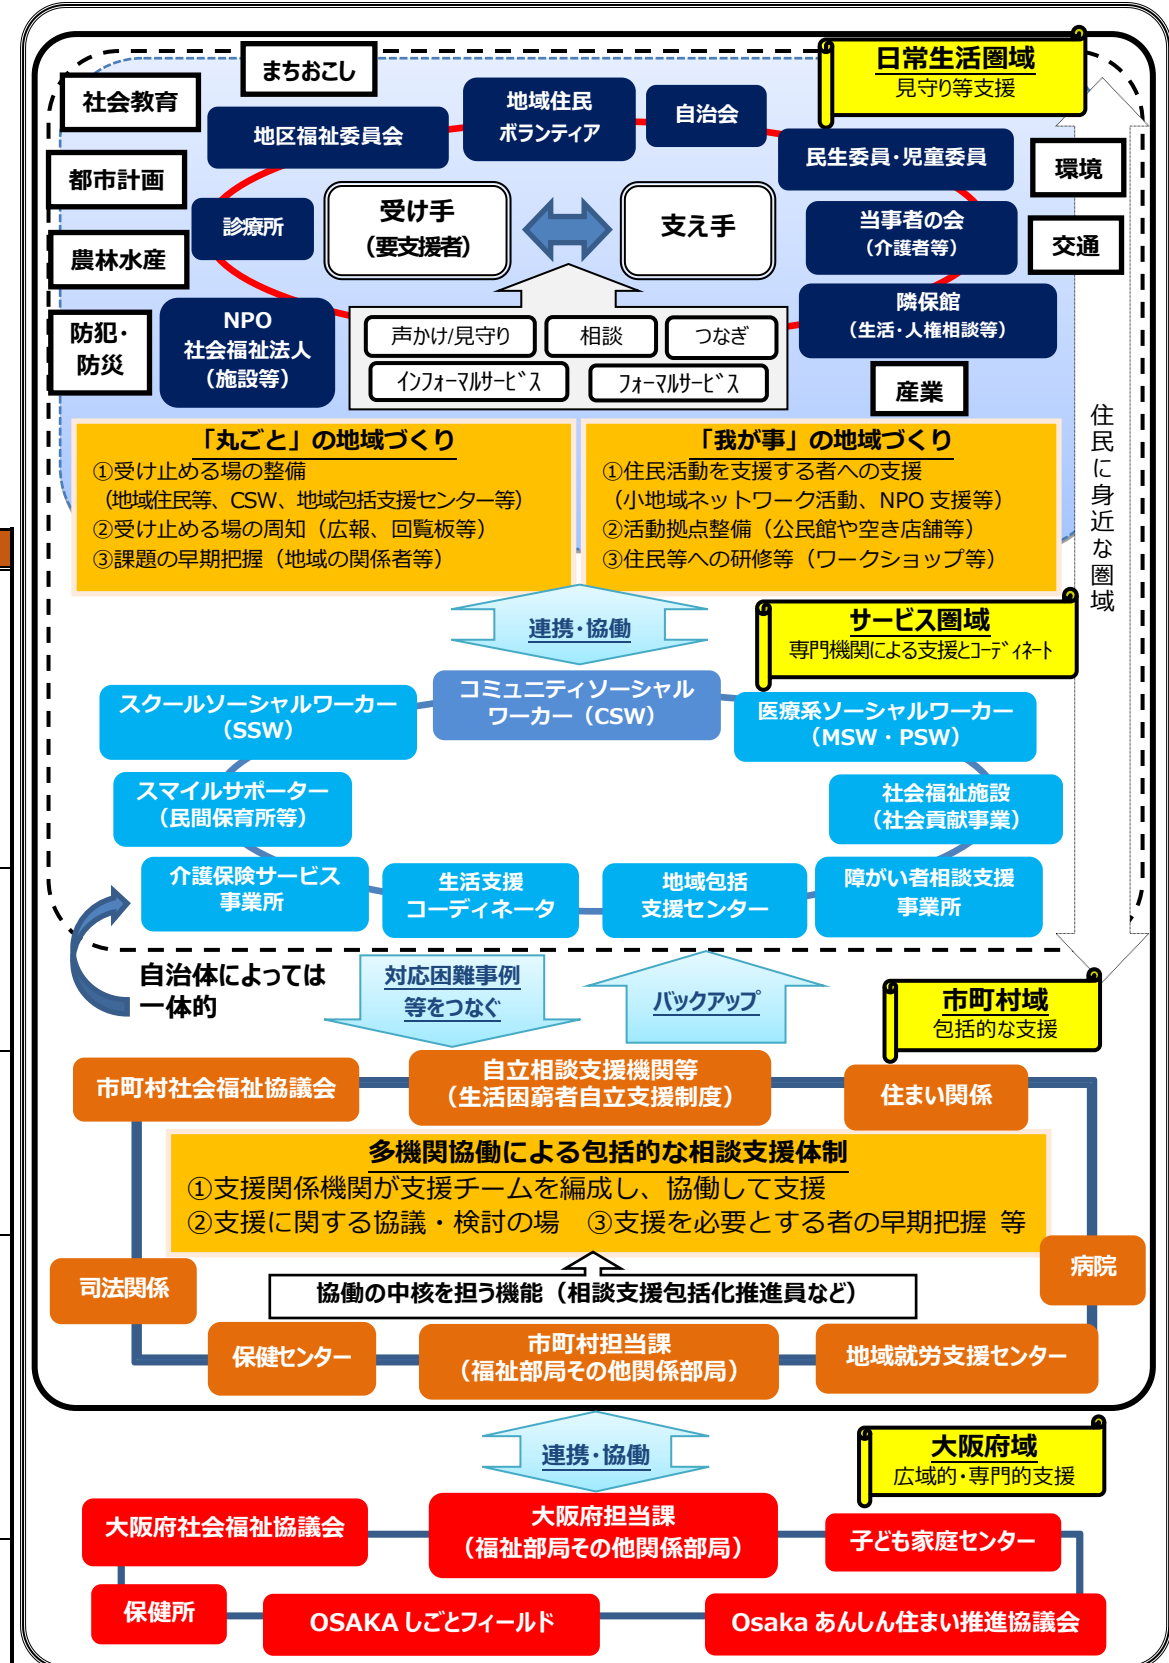 日常生活圏域
見守り等支援
まちおこし
社会教育
地区福祉委員会
地域住民
ボランティア
自治会
民生委員・児童委員
環境
都市計画
診療所
受け手
（要支援者）
支え手
当事者の会
（介護者等）
交通
農林水産
隣保館
（生活・人権相談等）
防犯・
防災
NPO
社会福祉法人
（施設等）
声かけ/見守り
相談
つなぎ
インフォーマルサービス
フォーマルサービス
産業
住民に身近な圏域
「丸ごと」の地域づくり
①受け止める場の整備
（地域住民等、CSW、地域包括支援センター等）
②受け止める場の周知（広報、回覧板等）
③課題の早期把握（地域の関係者等）
「我が事」の地域づくり
①住民活動を支援する者への支援
（小地域ネットワーク活動、NPO 支援等）
②活動拠点整備（公民館や空き店舗等）
③住民等への研修等（ワークショップ等）
連携・協働
サービス圏域
専門機関による支援とコーディネート
スクールソーシャルワーカー
（SSW）
コミュニティソーシャル
ワーカー（CSW）
医療系ソーシャルワーカー
（MSW・PSW）
スマイルサポーター
（民間保育所等）
社会福祉施設
（社会貢献事業）
介護保険サービス
事業所
生活支援
コーディネータ
地域包括
支援センター
障がい者相談支援
事業所
自治体によっては
一体的
対応困難事例
等をつなぐ
バックアップ
市町村域
包括的な支援
市町村社会福祉協議会
自立相談支援機関等
（生活困窮者自立支援制度）
住まい関係
多機関協働による包括的な相談支援体制
①支援関係機関が支援チームを編成し、協働して支援
②支援に関する協議・検討の場　③支援を必要とする者の早期把握 等
司法関係
協働の中核を担う機能（相談支援包括化推進員など）
病院
保健センター
市町村担当課
（福祉部局その他関係部局）
地域就労支援センター
連携・協働
大阪府域
広域的・専門的支援
大阪府社会福祉協議会
大阪府担当課
（福祉部局その他関係部局）
子ども家庭センター
保健所
OSAKA しごとフィールド
Osaka あんしん住まい推進協議会